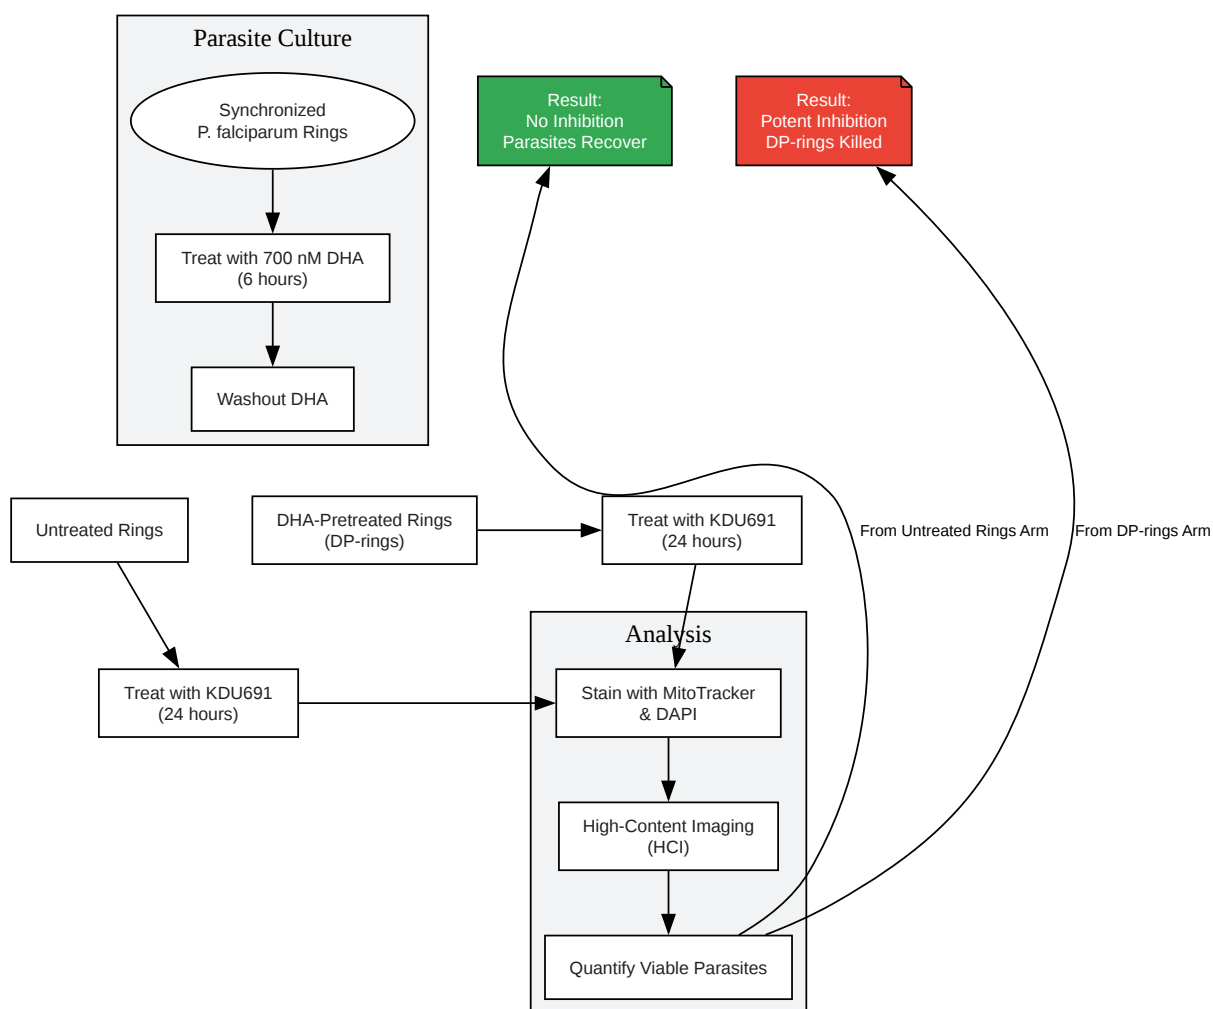 Parasite Culture
Synchronized
P. falciparum Rings
Treat with 700 nM DHA
(6 hours)
Washout DHA
Result:
No Inhibition
Parasites Recover
Result:
Potent Inhibition
DP-rings Killed
Untreated Rings
DHA-Pretreated Rings
(DP-rings)
Treat with KDU691
(24 hours)
From Untreated Rings Arm
From DP-rings Arm
Treat with KDU691
(24 hours)
Analysis
Stain with MitoTracker
& DAPI
High-Content Imaging
(HCI)
Quantify Viable Parasites